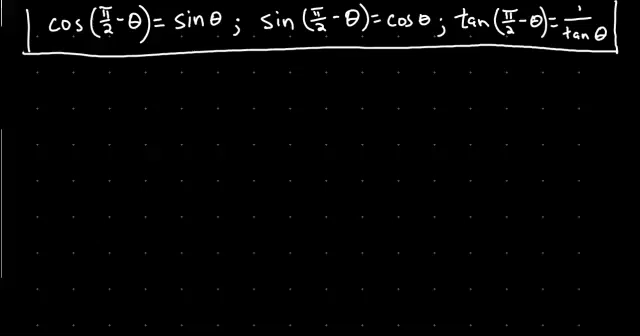 cos(π/2 - θ) = sin θ ; sin(π/2 - θ) = cos θ ; tan(π/2 - θ) = 1/tan θ